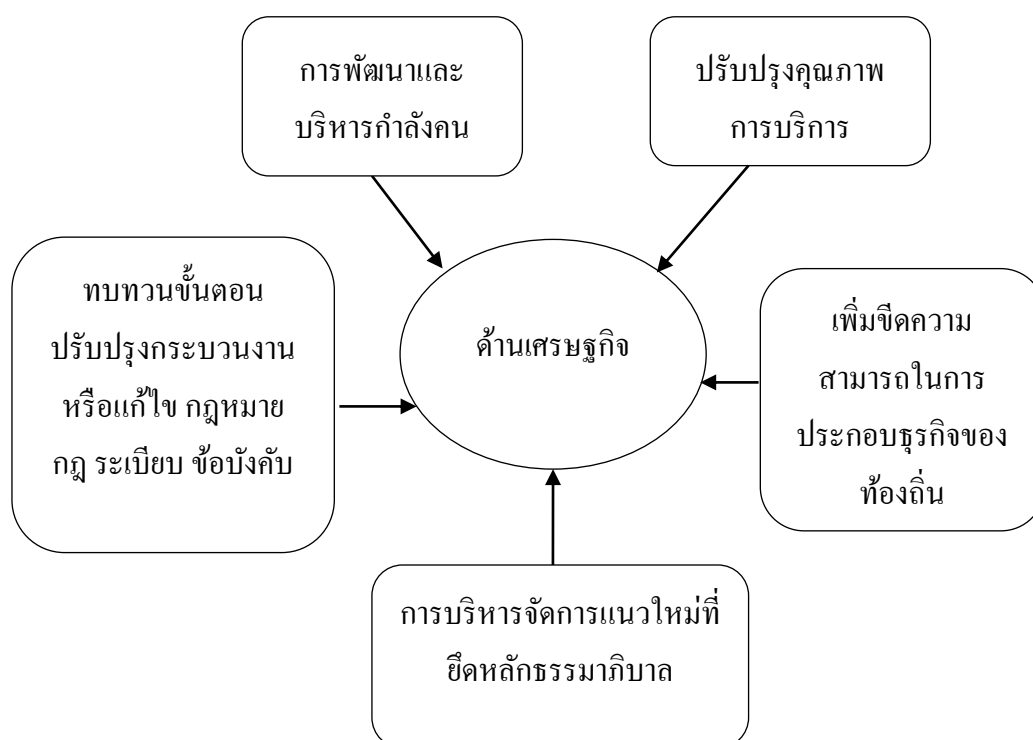 การพัฒนาและ
บริหารกำลังคน
ปรับปรุงคุณภาพ
การบริการ
ทบทวนขั้นตอน
ปรับปรุงกระบวนงาน
หรือแก้ไข กฎหมาย
กฎ ระเบียบ ข้อบังคับ
ด้านเศรษฐกิจ
เพิ่มขีดความ
สามารถในการ
ประกอบธุรกิจของ
ท้องถิ่น
การบริหารจัดการแนวใหม่ที่
ยึดหลักธรรมาภิบาล